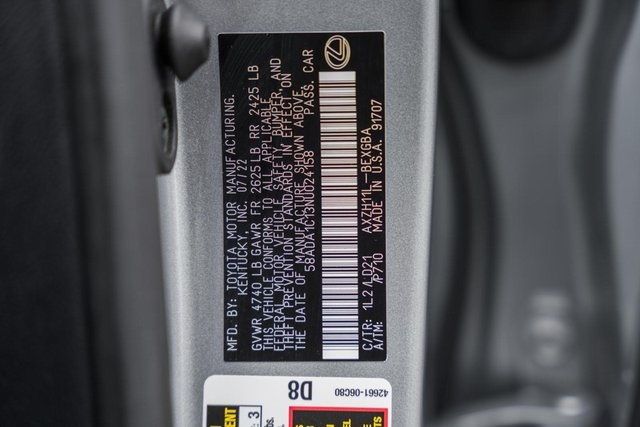 MFD. BY: TOYOTA MOTOR MANUFACTURING,
KENTUCKY, INC. 07/22
GVWR 4740 LB GAWR FR 2625 LB RR 2425 LB
THIS VEHICLE CONFORMS TO ALL APPLICABLE
FEDERAL MOTOR VEHICLE SAFETY, BUMPER, AND
THEFT PREVENTION STANDARDS IN EFFECT ON
THE DATE OF MANUFACTURE SHOWN ABOVE.
58ADA1C13NU024158 PASS. CAR
C/TR: 1L2 / LD21 AXZH11L-BEXGBA
A/TM: /P710 MADE IN U.S.A. 91707
42661-06C80
D8
3